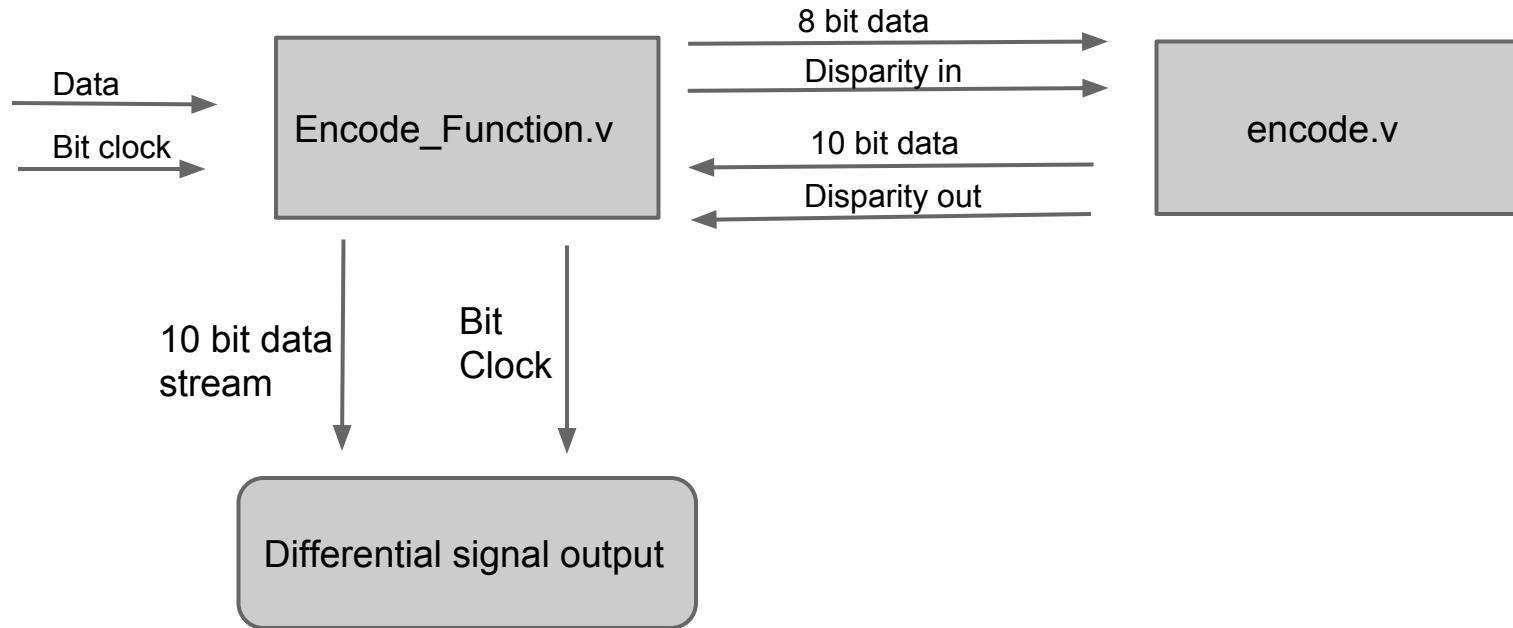 8 bit data
Data
Disparity in
Encode_Function.v
encode.v
Bit clock
10 bit data
Disparity out
10 bit data
stream
Bit
Clock
Differential signal output